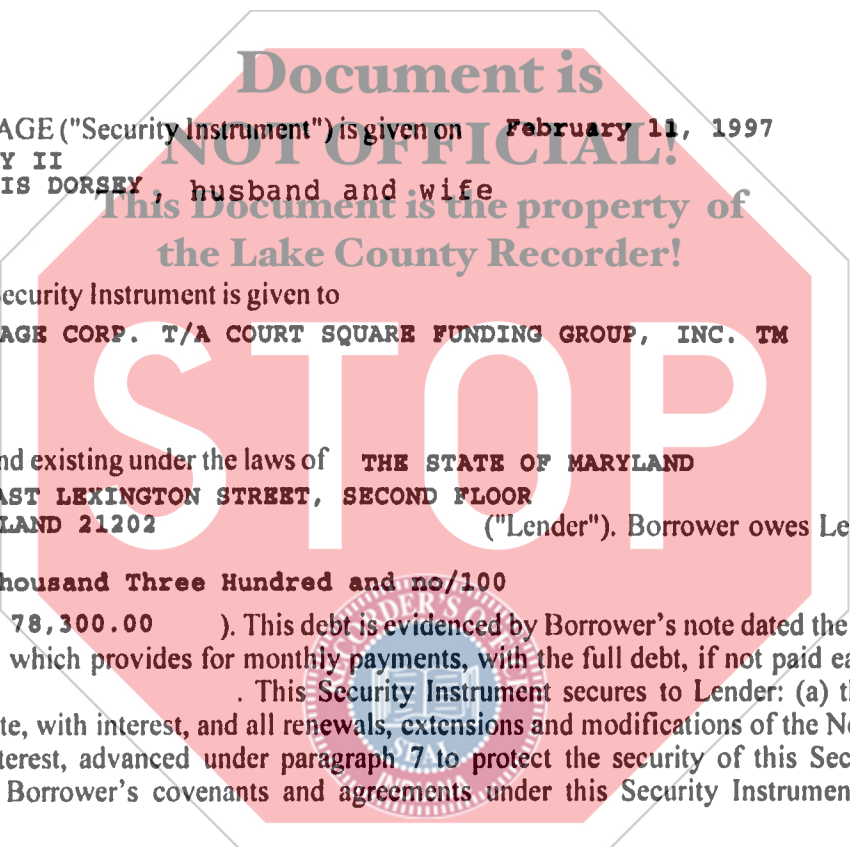 Document is
AGE ("Security Instrument") is given on February 11, 1997
NOT OFFICIAL!
Y II
IS DORSEY, husband and wife
This Document is the property of
the Lake County Recorder!
ecurity Instrument is given to
AGE CORP. T/A COURT SQUARE FUNDING GROUP, INC. TM
STOP
nd existing under the laws of THE STATE OF MARYLAND
AST LEXINGTON STREET, SECOND FLOOR
LAND 21202 ("Lender"). Borrower owes Le
housand Three Hundred and no/100
78,300.00 ). This debt is evidenced by Borrower's note dated the
which provides for monthly payments, with the full debt, if not paid ea
. This Security Instrument secures to Lender: (a) t
te, with interest, and all renewals, extensions and modifications of the No
terest, advanced under paragraph 7 to protect the security of this Sec
Borrower's covenants and agreements under this Security Instrumen
RECORDER'S OFFICE
SEAL
INDIANA